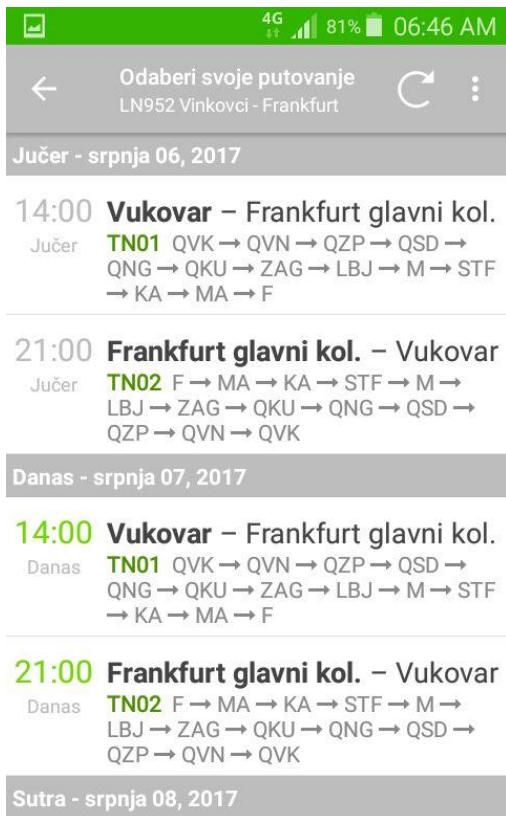 4G 81% 06:46 AM
Odaberi svoje putovanje
LN952 Vinkovci - Frankfurt
Jučer - srpnja 06, 2017
14:00 Vukovar – Frankfurt glavni kol.
Jučer TN01 QVK → QVN → QZP → QSD →
QNG → QKU → ZAG → LBJ → M → STF
→ KA → MA → F
21:00 Frankfurt glavni kol. – Vukovar
Jučer TN02 F → MA → KA → STF → M →
LBJ → ZAG → QKU → QNG → QSD →
QZP → QVN → QVK
Danas - srpnja 07, 2017
14:00 Vukovar – Frankfurt glavni kol.
Danas TN01 QVK → QVN → QZP → QSD →
QNG → QKU → ZAG → LBJ → M → STF
→ KA → MA → F
21:00 Frankfurt glavni kol. – Vukovar
Danas TN02 F → MA → KA → STF → M →
LBJ → ZAG → QKU → QNG → QSD →
QZP → QVN → QVK
Sutra - srpnja 08, 2017